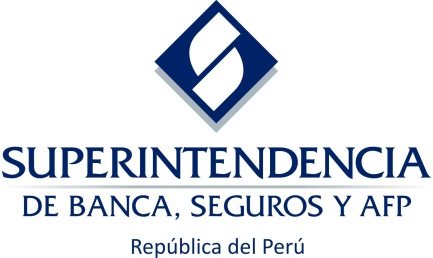 SUPERINTENDENCIA
DE BANCA, SEGUROS Y AFP
República del Perú